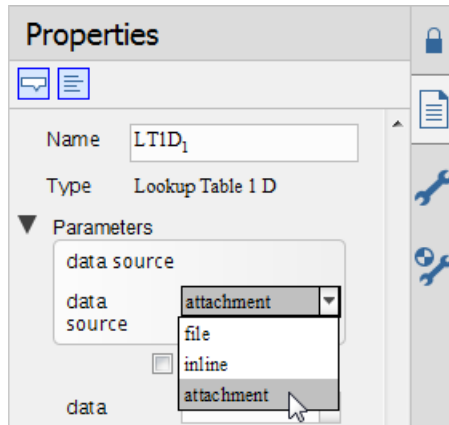 Properties
Name LT1D1
Type Lookup Table 1 D
Parameters
data source
data source attachment
file
inline
attachment
data